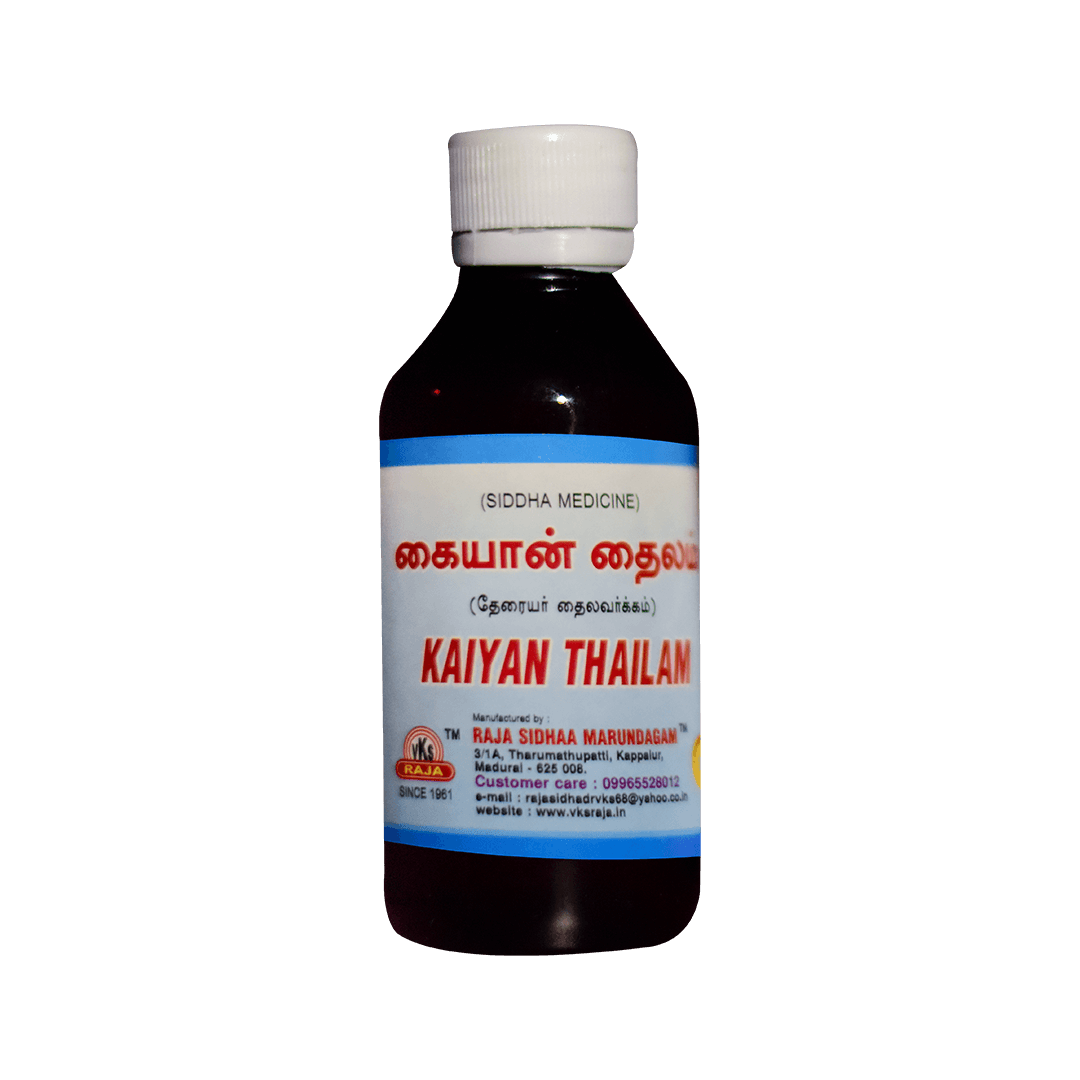 (SIDDHA MEDICINE)
கையான் தைலம்
(தேரையர் தைலவர்க்கம்)
KAIYAN THAILAM
Manufactured by :
RAJA SIDHAA MARUNDAGAM™
3/1A, Tharumathupatti, Kappalur,
Madurai - 625 008.
Customer care : 09965528012
e-mail : rajasidhadrvks68@yahoo.co.in
website : www.vksraja.in
VKS TM
RAJA
SINCE 1961